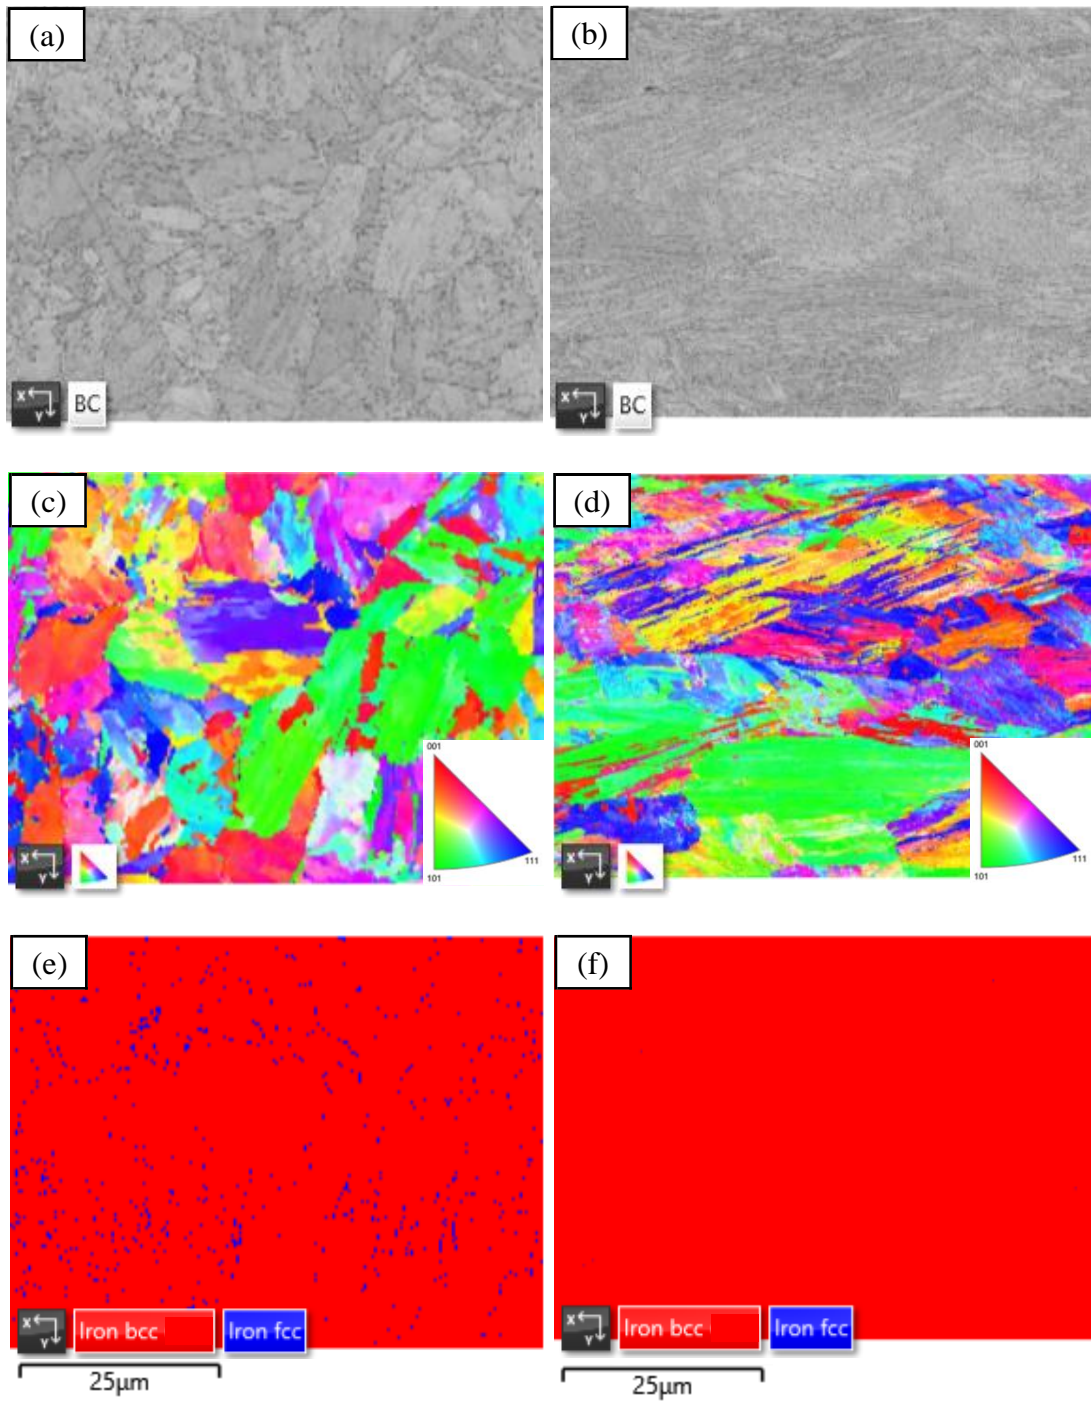 (a)
(b)
X
Y
BC
X
Y
BC
(c)
(d)
001
101
111
X
Y
001
101
111
X
Y
(e)
(f)
X
Y
Iron bcc
Iron fcc
X
Y
Iron bcc
Iron fcc
25µm
25µm